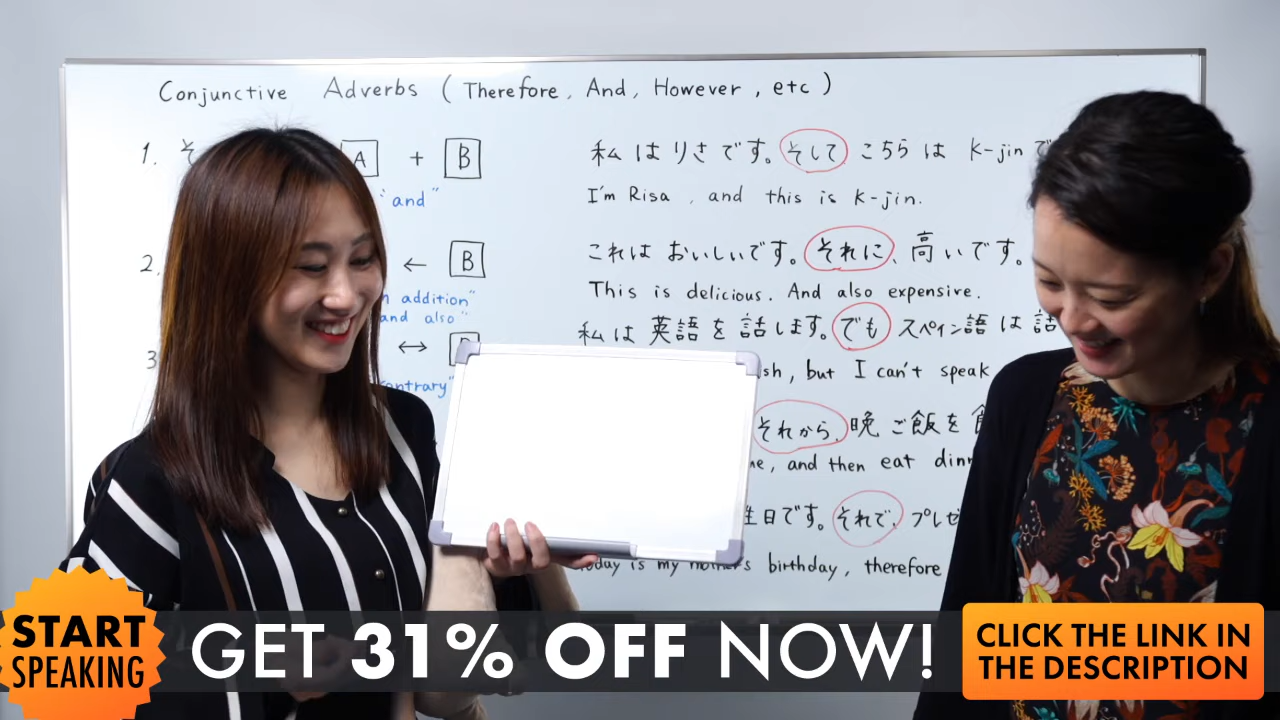 Conjunctive Adverbs ( Therefore, And, However, etc )
1. そ A + B
"and"
私はりさです。そして こちらは K-jin で
I'm Risa, and this is K-jin.
2. ← B
addition"
and also"
これは おいしいです。それに、高いです。
This is delicious. And also expensive.
3 ↔
contrary"
私は 英語を話します。でも スペイン語は 話
but I can't speak
それから、晩ご飯を
and then eat
生日です。それで、プレゼ
today is my mother's birthday, therefore
START
SPEAKING
GET 31% OFF NOW!
CLICK THE LINK IN
THE DESCRIPTION